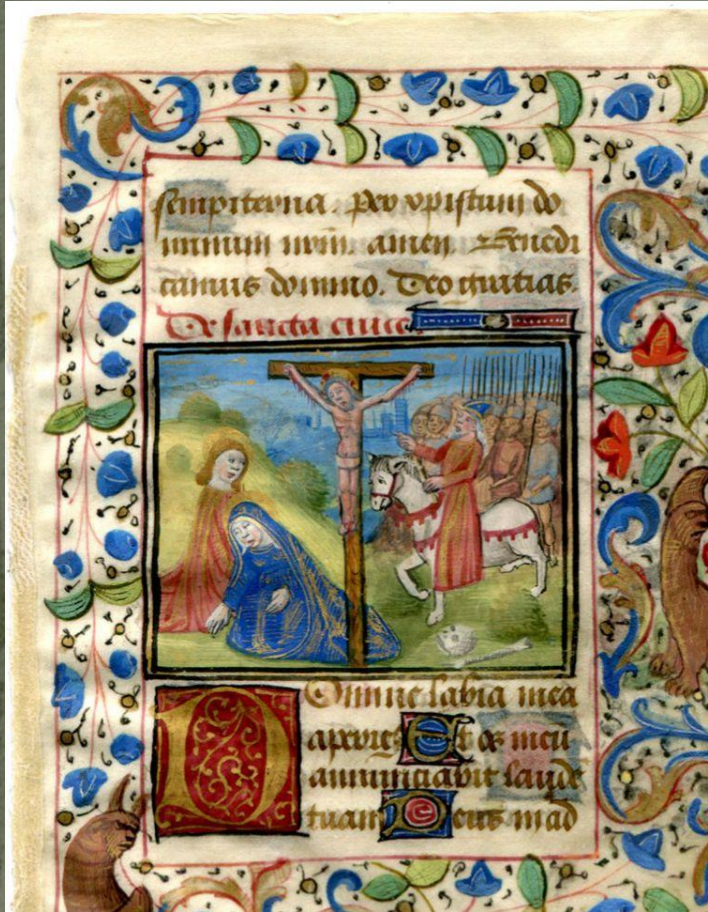 sempiterna. Per xpistum do
minum nrm. amen Benedi
camus domino. Deo gratias.
De sancta cruce
Domine labia mea
aperies Et os meu
annunciabit laude
tuam Deus in ad